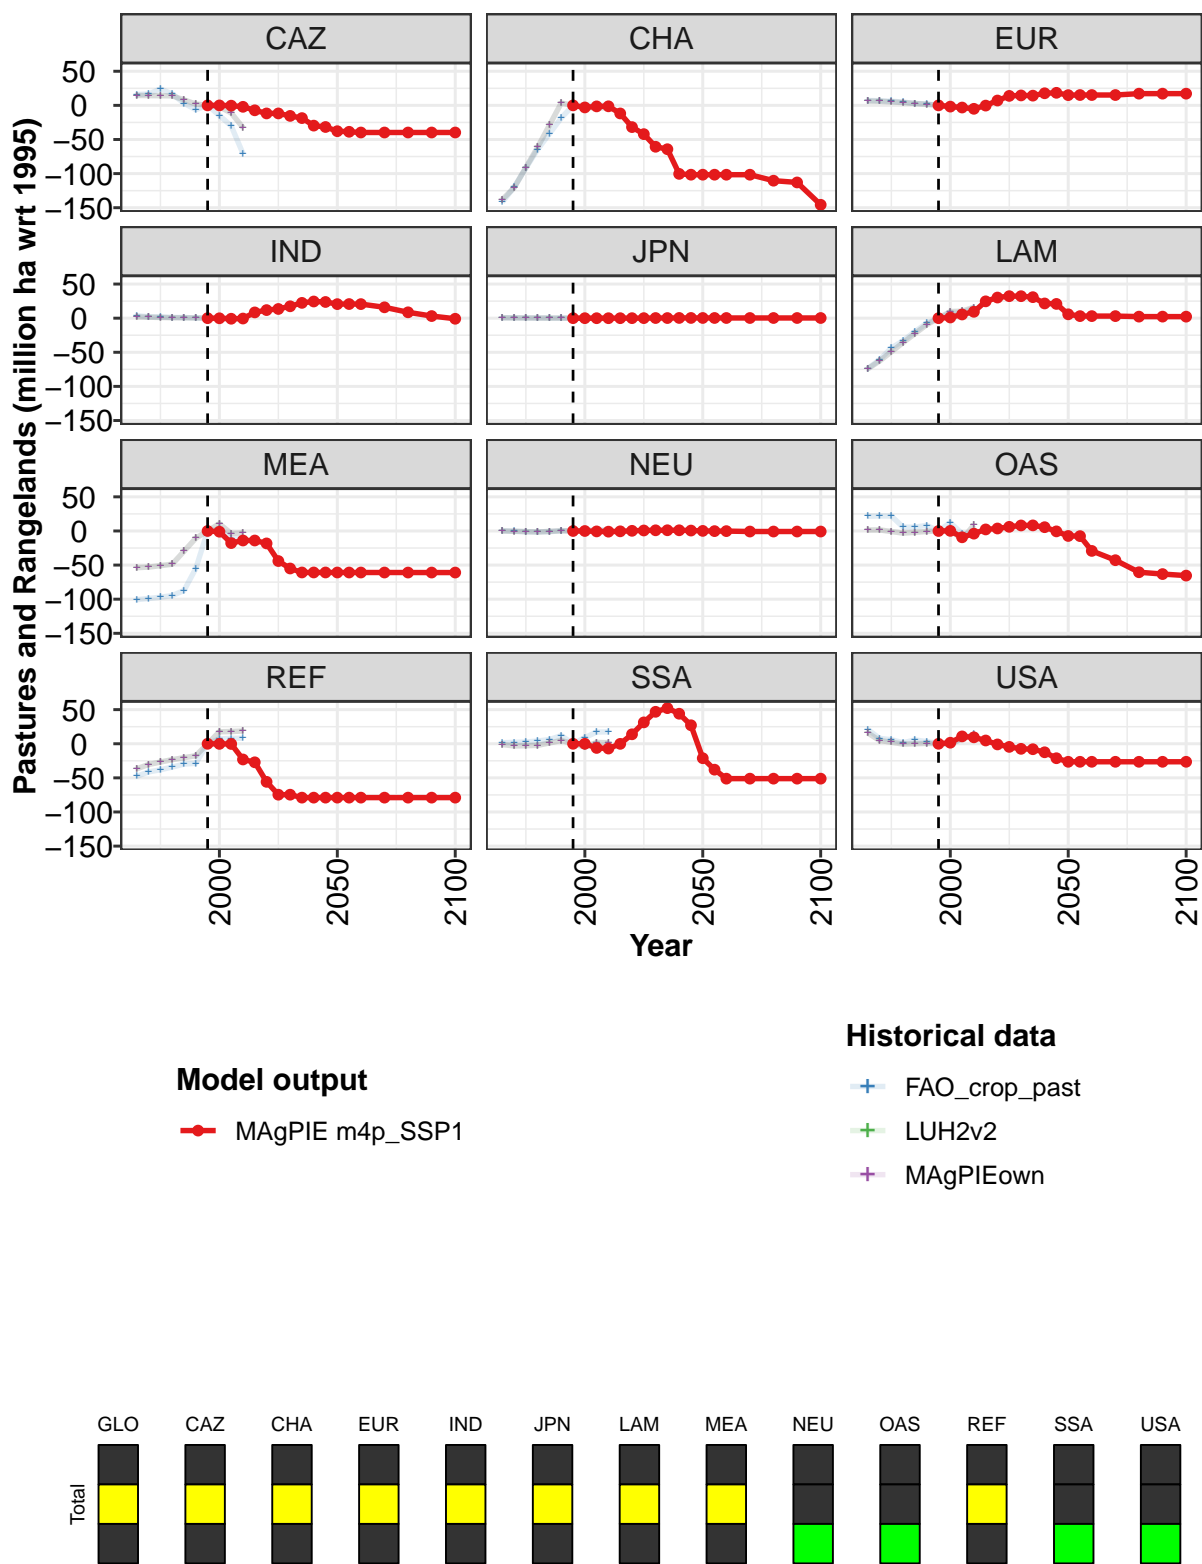 CAZ CHA EUR
50
0
−50
−100
−150
IND JPN LAM
50
0
−50
−100
−150
MEA NEU OAS
50
0
−50
−100
−150
REF SSA USA
50
0
−50
−100
−150
2000 2050 2100 2000 2050 2100 2000 2050 2100
Year
Pastures and Rangelands (million ha wrt 1995)
Model output
MAgPIE m4p_SSP1
Historical data
FAO_crop_past
LUH2v2
MAgPIEown
GLO CAZ CHA EUR IND JPN LAM MEA NEU OAS REF SSA USA
Total